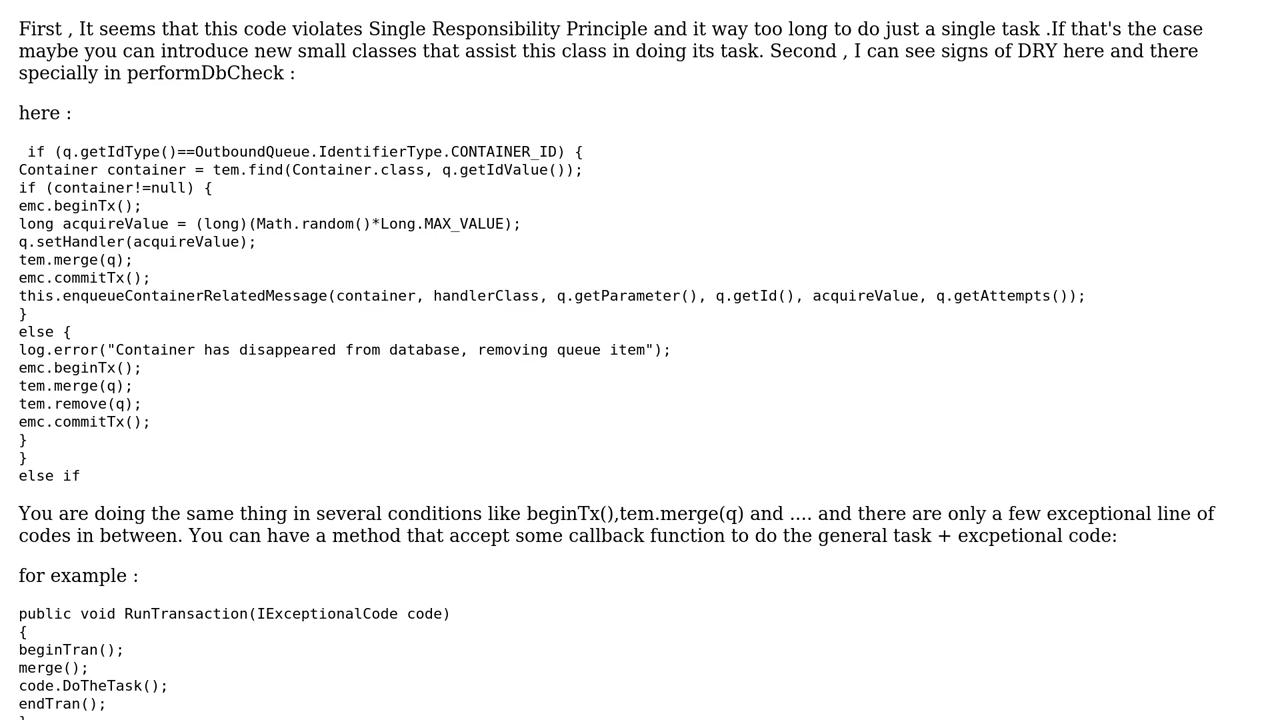 First , It seems that this code violates Single Responsibility Principle and it way too long to do just a single task .If that's the case
maybe you can introduce new small classes that assist this class in doing its task. Second , I can see signs of DRY here and there
specially in performDbCheck :
here :
if (q.getIdType()==OutboundQueue.IdentifierType.CONTAINER_ID) {
Container container = tem.find(Container.class, q.getIdValue());
if (container!=null) {
emc.beginTx();
long acquireValue = (long)(Math.random()*Long.MAX_VALUE);
q.setHandler(acquireValue);
tem.merge(q);
emc.commitTx();
this.enqueueContainerRelatedMessage(container, handlerClass, q.getParameter(), q.getId(), acquireValue, q.getAttempts());
}
else {
log.error("Container has disappeared from database, removing queue item");
emc.beginTx();
tem.merge(q);
tem.remove(q);
emc.commitTx();
}
}
else if
You are doing the same thing in several conditions like beginTx(),tem.merge(q) and .... and there are only a few exceptional line of
codes in between. You can have a method that accept some callback function to do the general task + excpetional code:
for example :
public void RunTransaction(IExceptionalCode code)
{
beginTran();
merge();
code.DoTheTask();
endTran();
}